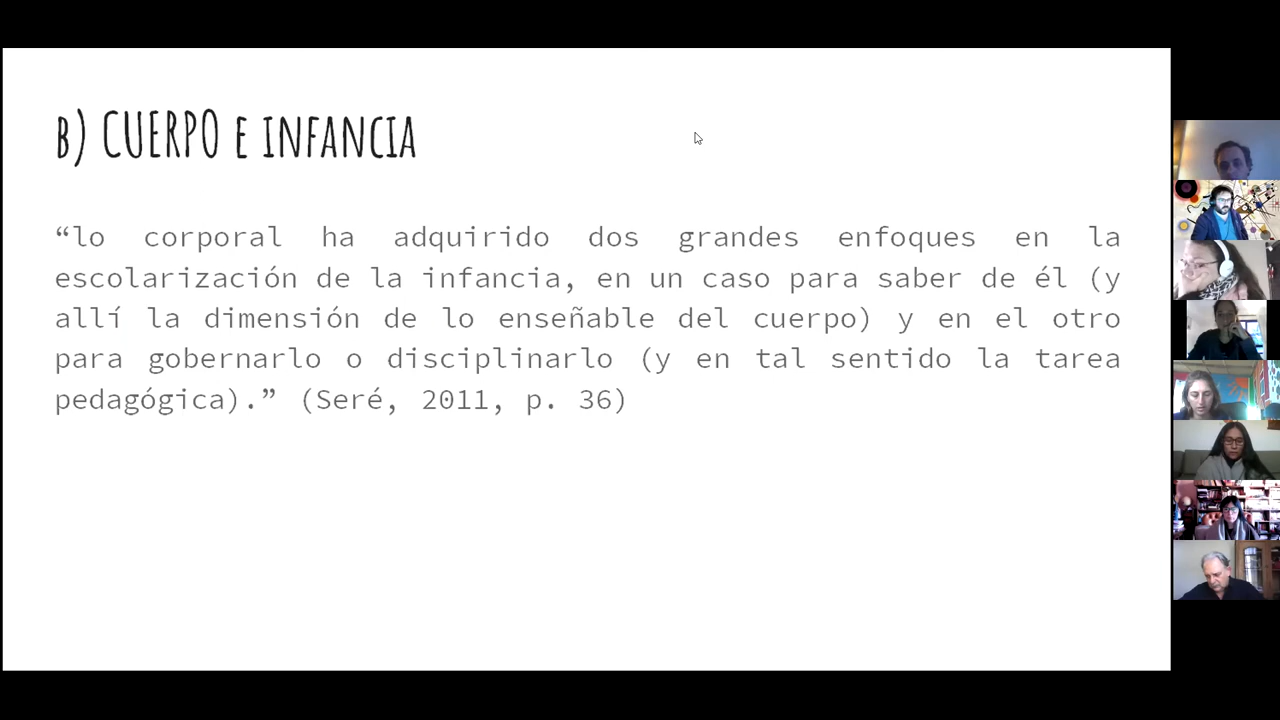 B) CUERPO E INFANCIA
“lo corporal ha adquirido dos grandes enfoques en la
escolarización de la infancia, en un caso para saber de él (y
allí la dimensión de lo enseñable del cuerpo) y en el otro
para gobernarlo o disciplinarlo (y en tal sentido la tarea
pedagógica).” (Seré, 2011, p. 36)